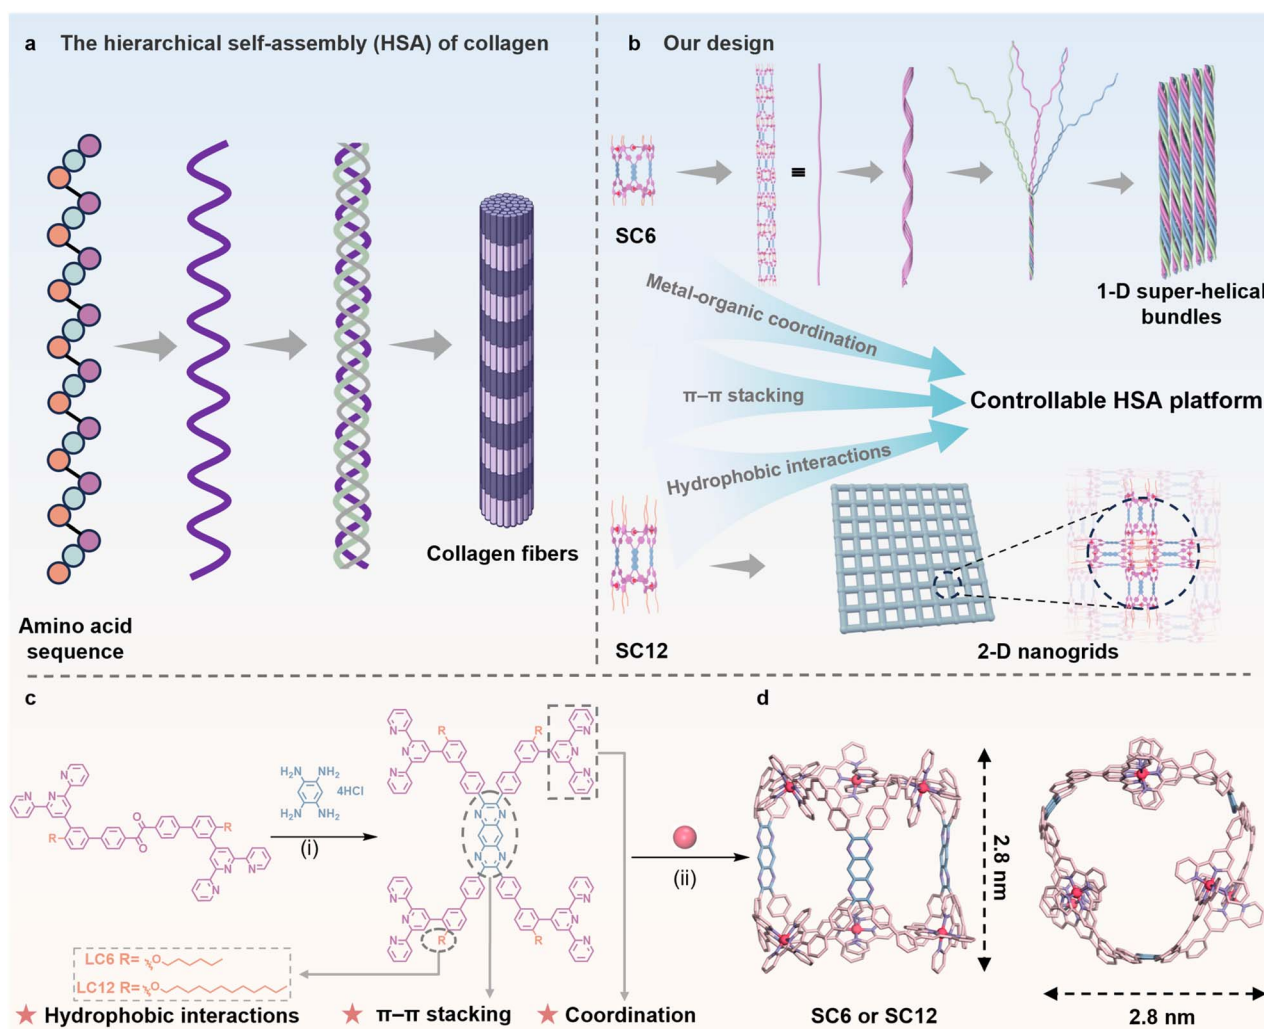 a The hierarchical self-assembly (HSA) of collagen
Amino acid
sequence
Collagen fibers
b Our design
SC6
≡
1-D super-helical
bundles
Metal-organic coordination
π–π stacking
Hydrophobic interactions
Controllable HSA platform
SC12
2-D nanogrids
c
N
N
N
R
O
O
R
N
N
N
H₂N NH₂
4HCl
H₂N NH₂
(i)
N
N
N
R
R
N
N
N
N N
N N
N
N
N
R
R
N
N
N
(ii)
LC6 R= O
LC12 R= O
★ Hydrophobic interactions
★ π–π stacking
★ Coordination
d
2.8 nm
SC6 or SC12
2.8 nm